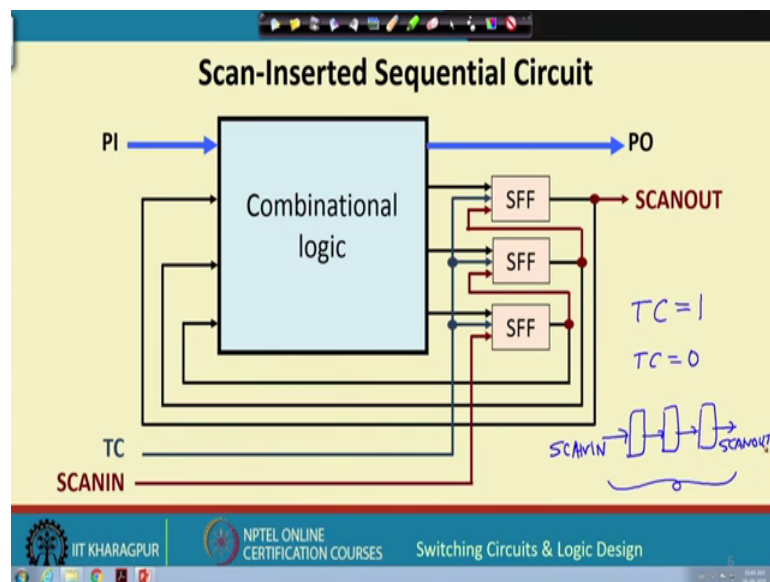 Scan-Inserted Sequential Circuit
PI
PO
Combinational
logic
SFF
SCANOUT
SFF
SFF
TC = 1
TC = 0
SCANIN
SCANOUT
TC
SCANIN
IIT KHARAGPUR
NPTEL ONLINE
CERTIFICATION COURSES
Switching Circuits & Logic Design
6